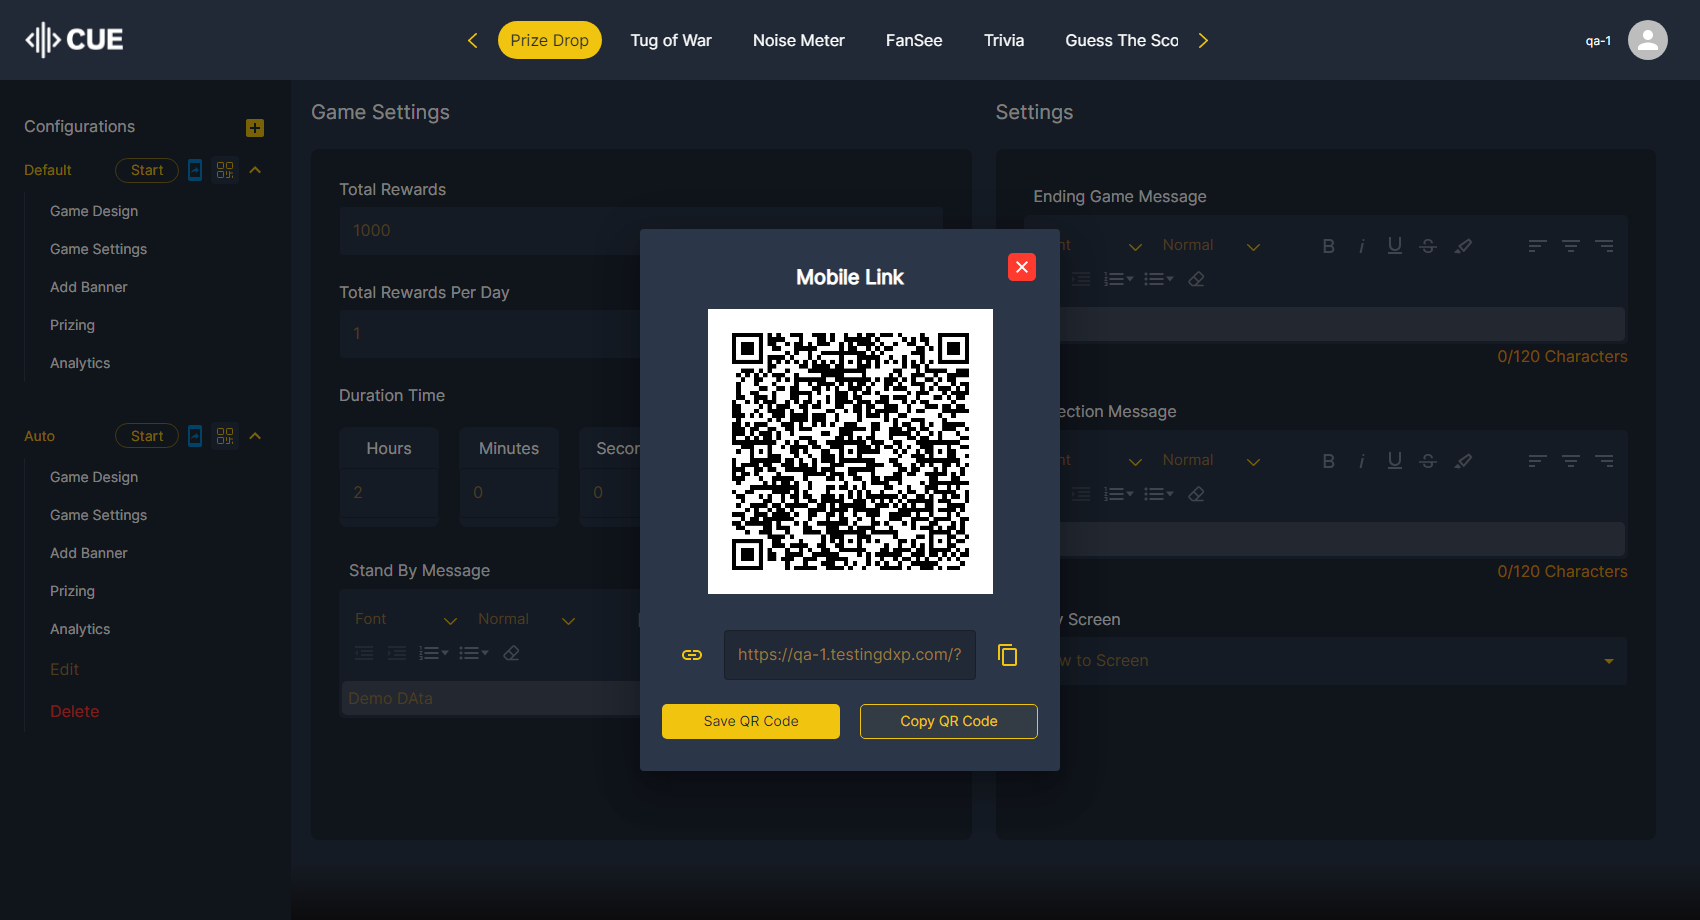 CUE
Prize Drop
Tug of War
Noise Meter
FanSee
Trivia
Guess The Sco
qa-1
Configurations
Default
Start
Game Design
Game Settings
Add Banner
Prizing
Analytics
Auto
Start
Game Design
Game Settings
Add Banner
Prizing
Analytics
Edit
Delete
Game Settings
Total Rewards
1000
Total Rewards Per Day
1
Duration Time
Hours
Minutes
Secon
2
0
0
Stand By Message
Font
Normal
Demo DAta
Mobile Link
https://qa-1.testingdxp.com/?
Save QR Code
Copy QR Code
Settings
Ending Game Message
nt
Normal
0/120 Characters
ection Message
nt
Normal
0/120 Characters
y Screen
w to Screen